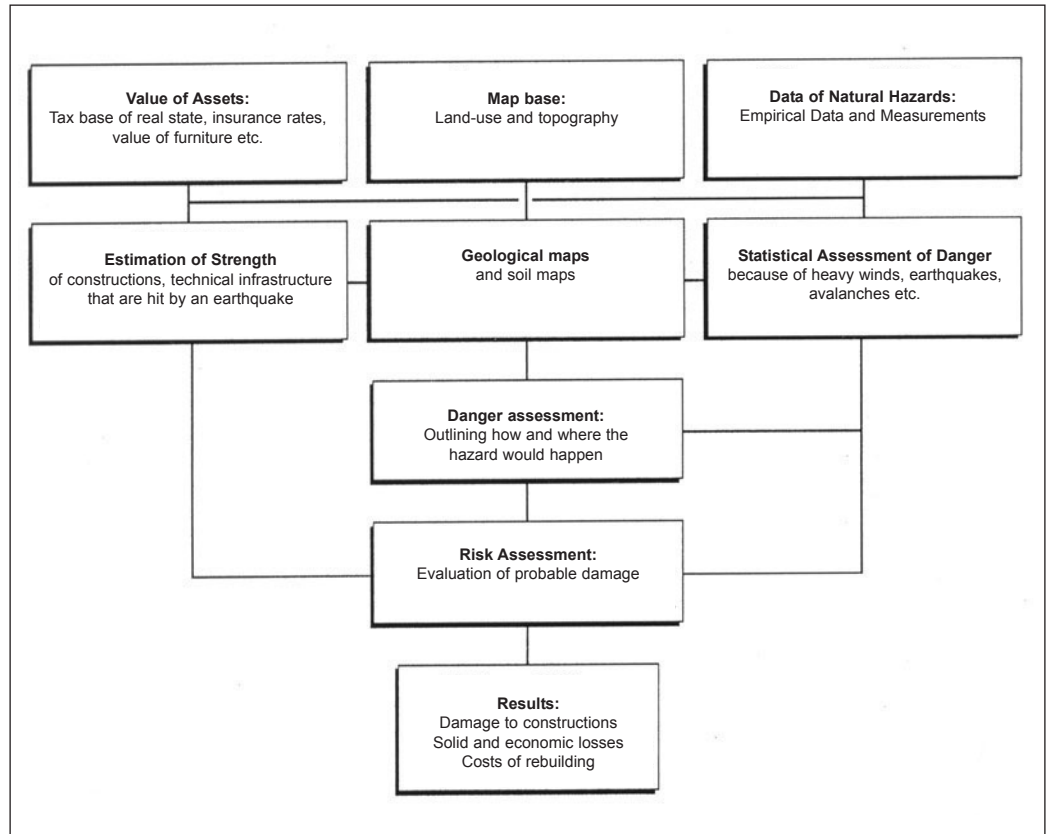 Value of Assets:
Tax base of real state, insurance rates,
value of furniture etc.
Map base:
Land-use and topography
Data of Natural Hazards:
Empirical Data and Measurements
Estimation of Strength
of constructions, technical infrastructure
that are hit by an earthquake
Geological maps
and soil maps
Statistical Assessment of Danger
because of heavy winds, earthquakes,
avalanches etc.
Danger assessment:
Outlining how and where the
hazard would happen
Risk Assessment:
Evaluation of probable damage
Results:
Damage to constructions
Solid and economic losses
Costs of rebuilding